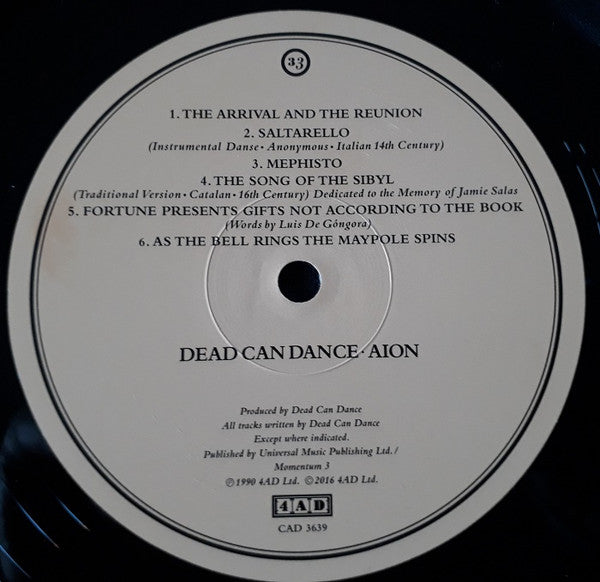 33
1. THE ARRIVAL AND THE REUNION
2. SALTARELLO
(Instrumental Danse • Anonymous • Italian 14th Century)
3. MEPHISTO
4. THE SONG OF THE SIBYL
(Traditional Version • Catalan • 16th Century) Dedicated to the Memory of Jamie Salas
5. FORTUNE PRESENTS GIFTS NOT ACCORDING TO THE BOOK
(Words by Luis De Gôngora)
6. AS THE BELL RINGS THE MAYPOLE SPINS
DEAD CAN DANCE • AION
Produced by Dead Can Dance
All tracks written by Dead Can Dance
Except where indicated.
Published by Universal Music Publishing Ltd. /
Momentum 3
℗ 1990 4AD Ltd. © 2016 4AD Ltd.
4AD
CAD 3639